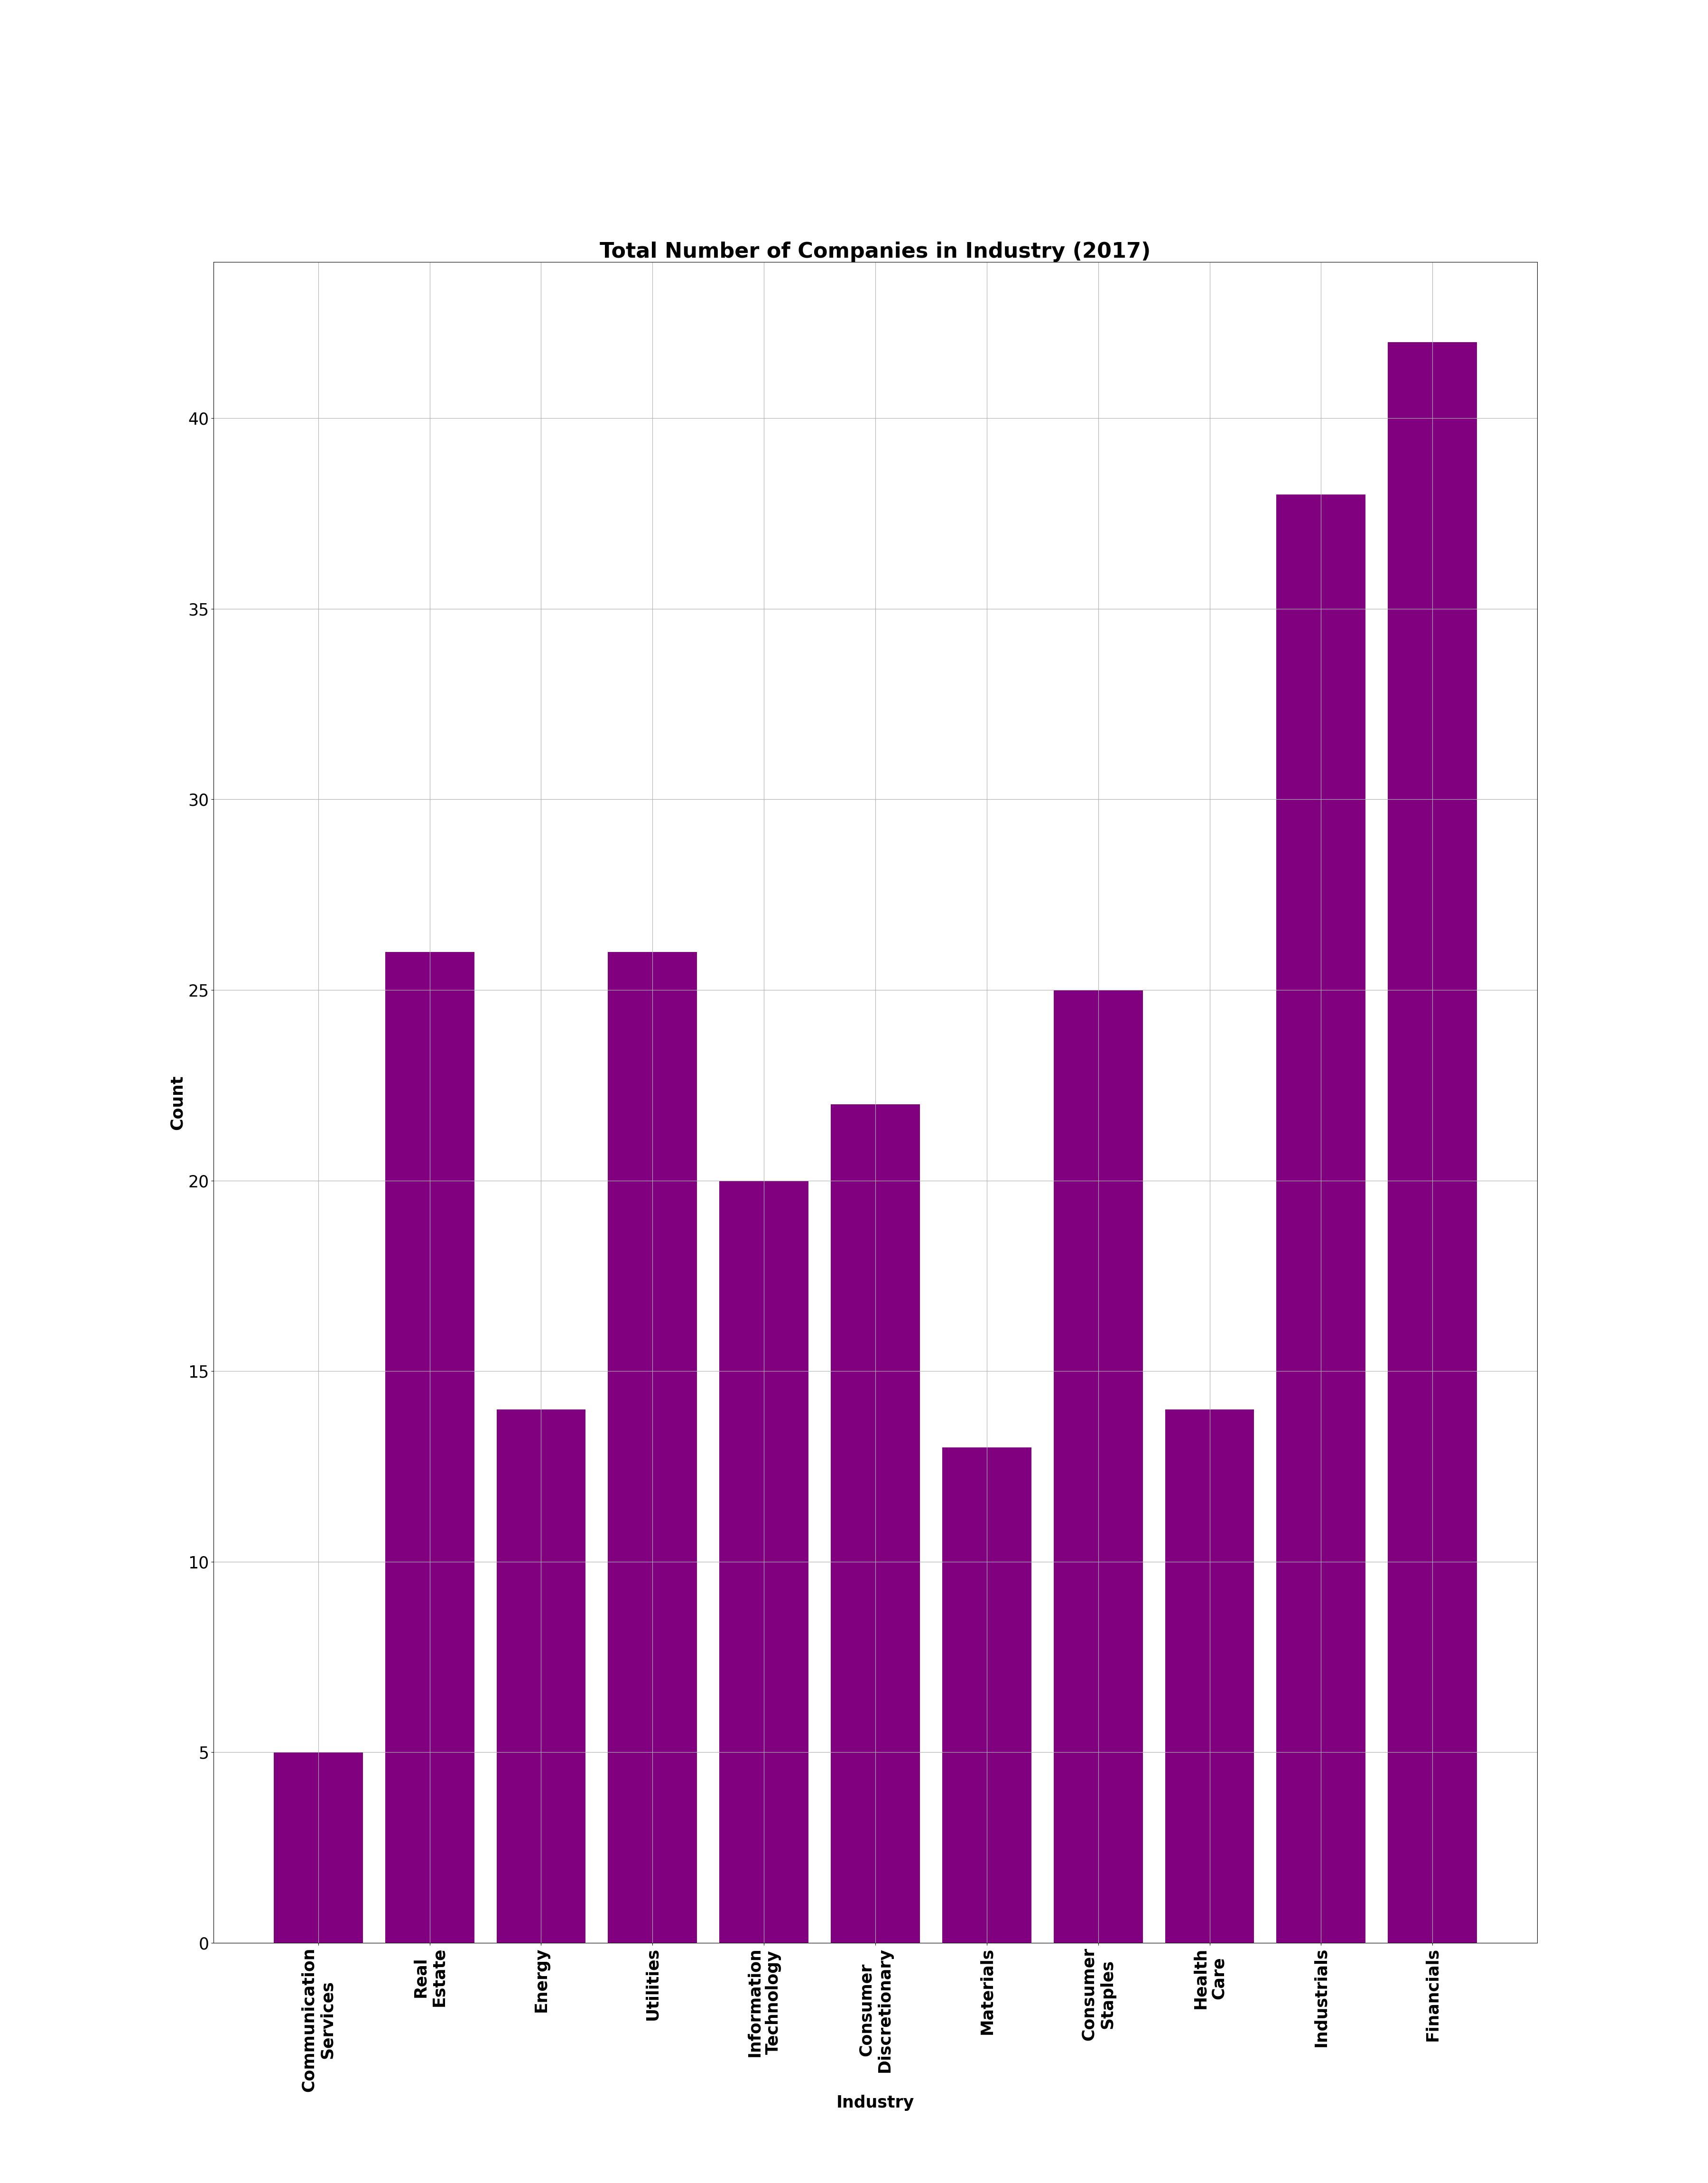 Total Number of Companies in Industry (2017)
40
35
30
25
20
15
10
5
0
Count
Communication
Services
Real
Estate
Energy
Utilities
Information
Technology
Consumer
Discretionary
Materials
Consumer
Staples
Health
Care
Industrials
Financials
Industry